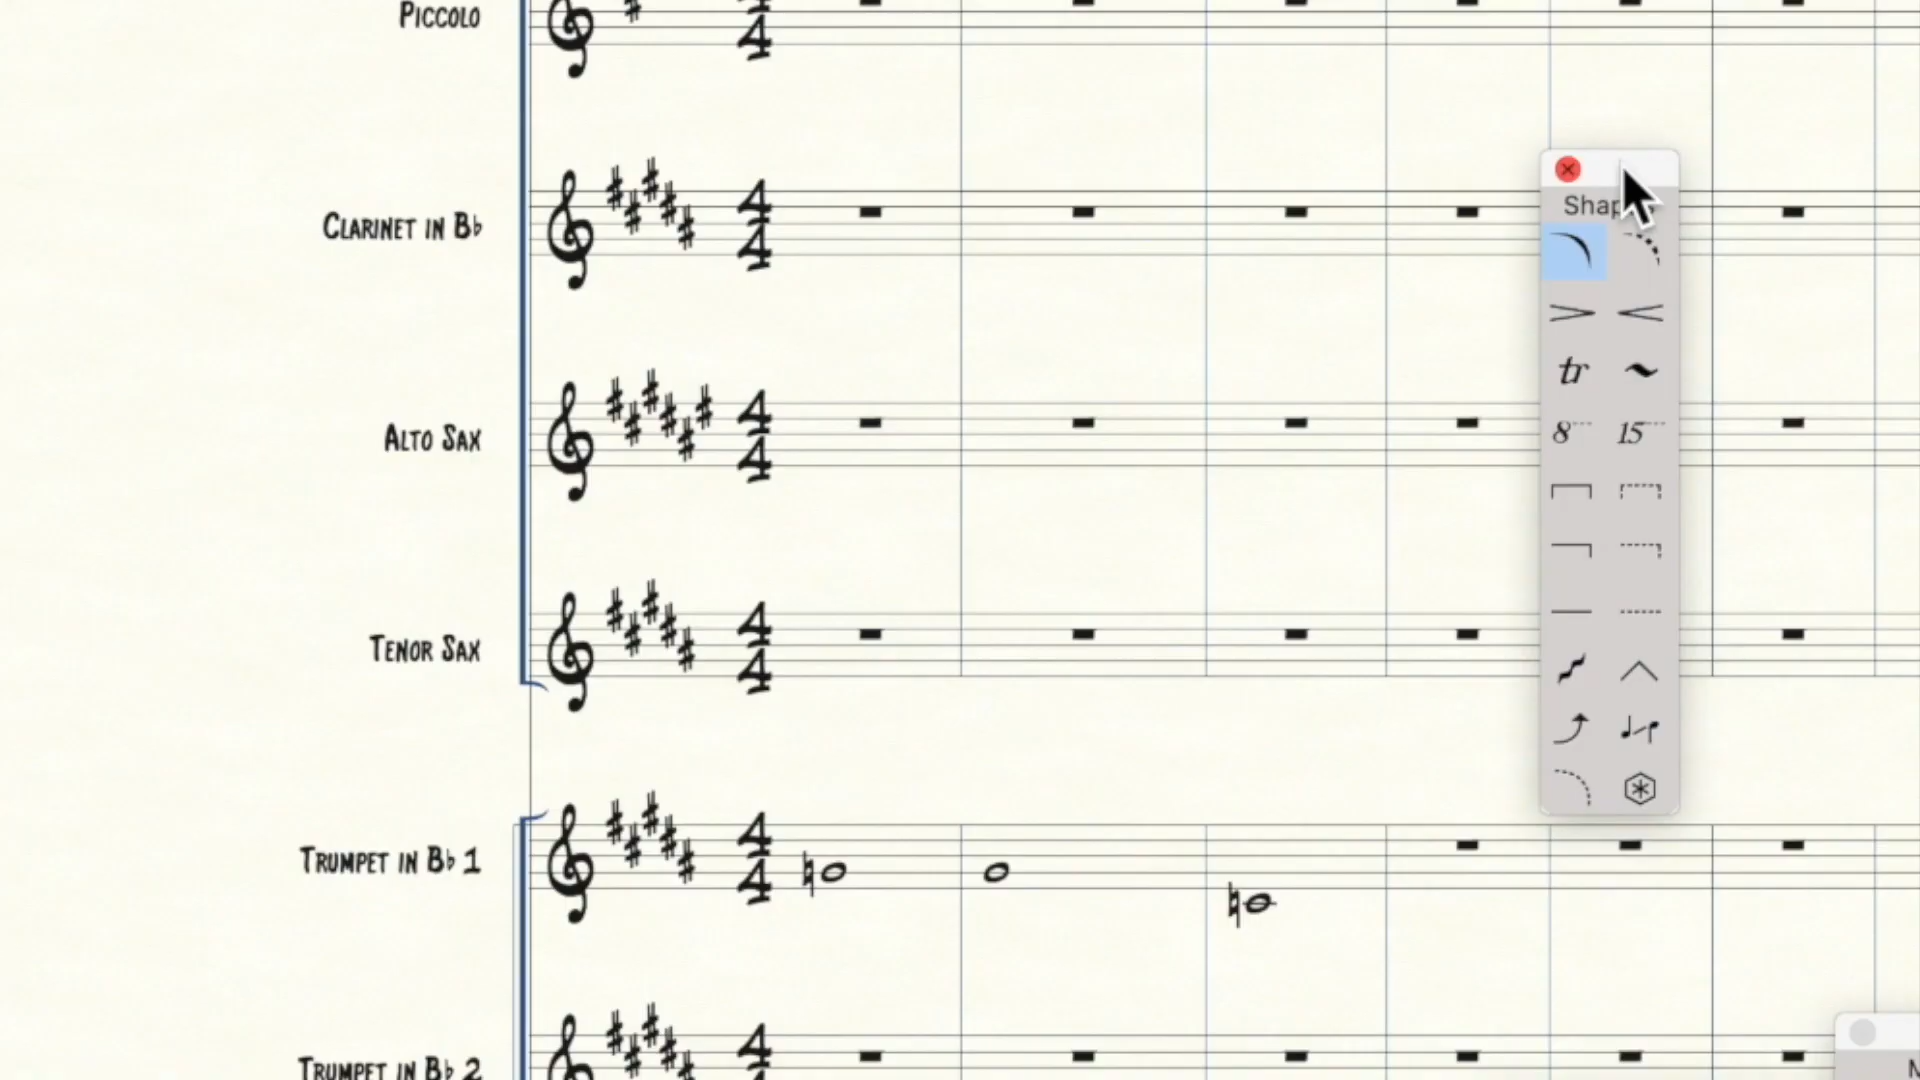 PICCOLO
CLARINET IN B♭
Shap
tr
8
15
ALTO SAX
TENOR SAX
TRUMPET IN B♭ 1
TRUMPET IN B♭ 2
M